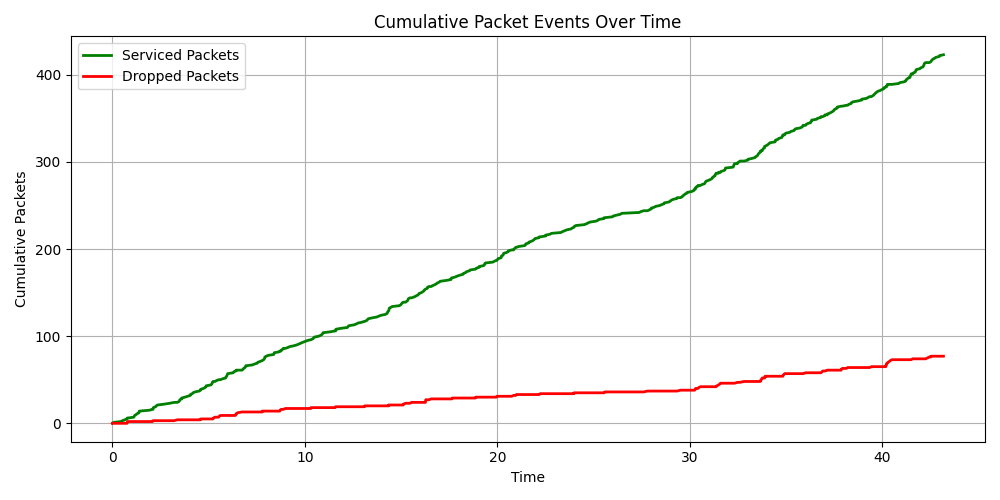 Cumulative Packet Events Over Time
Serviced Packets
Dropped Packets
Cumulative Packets
400
300
200
100
0
0 10 20 30 40
Time